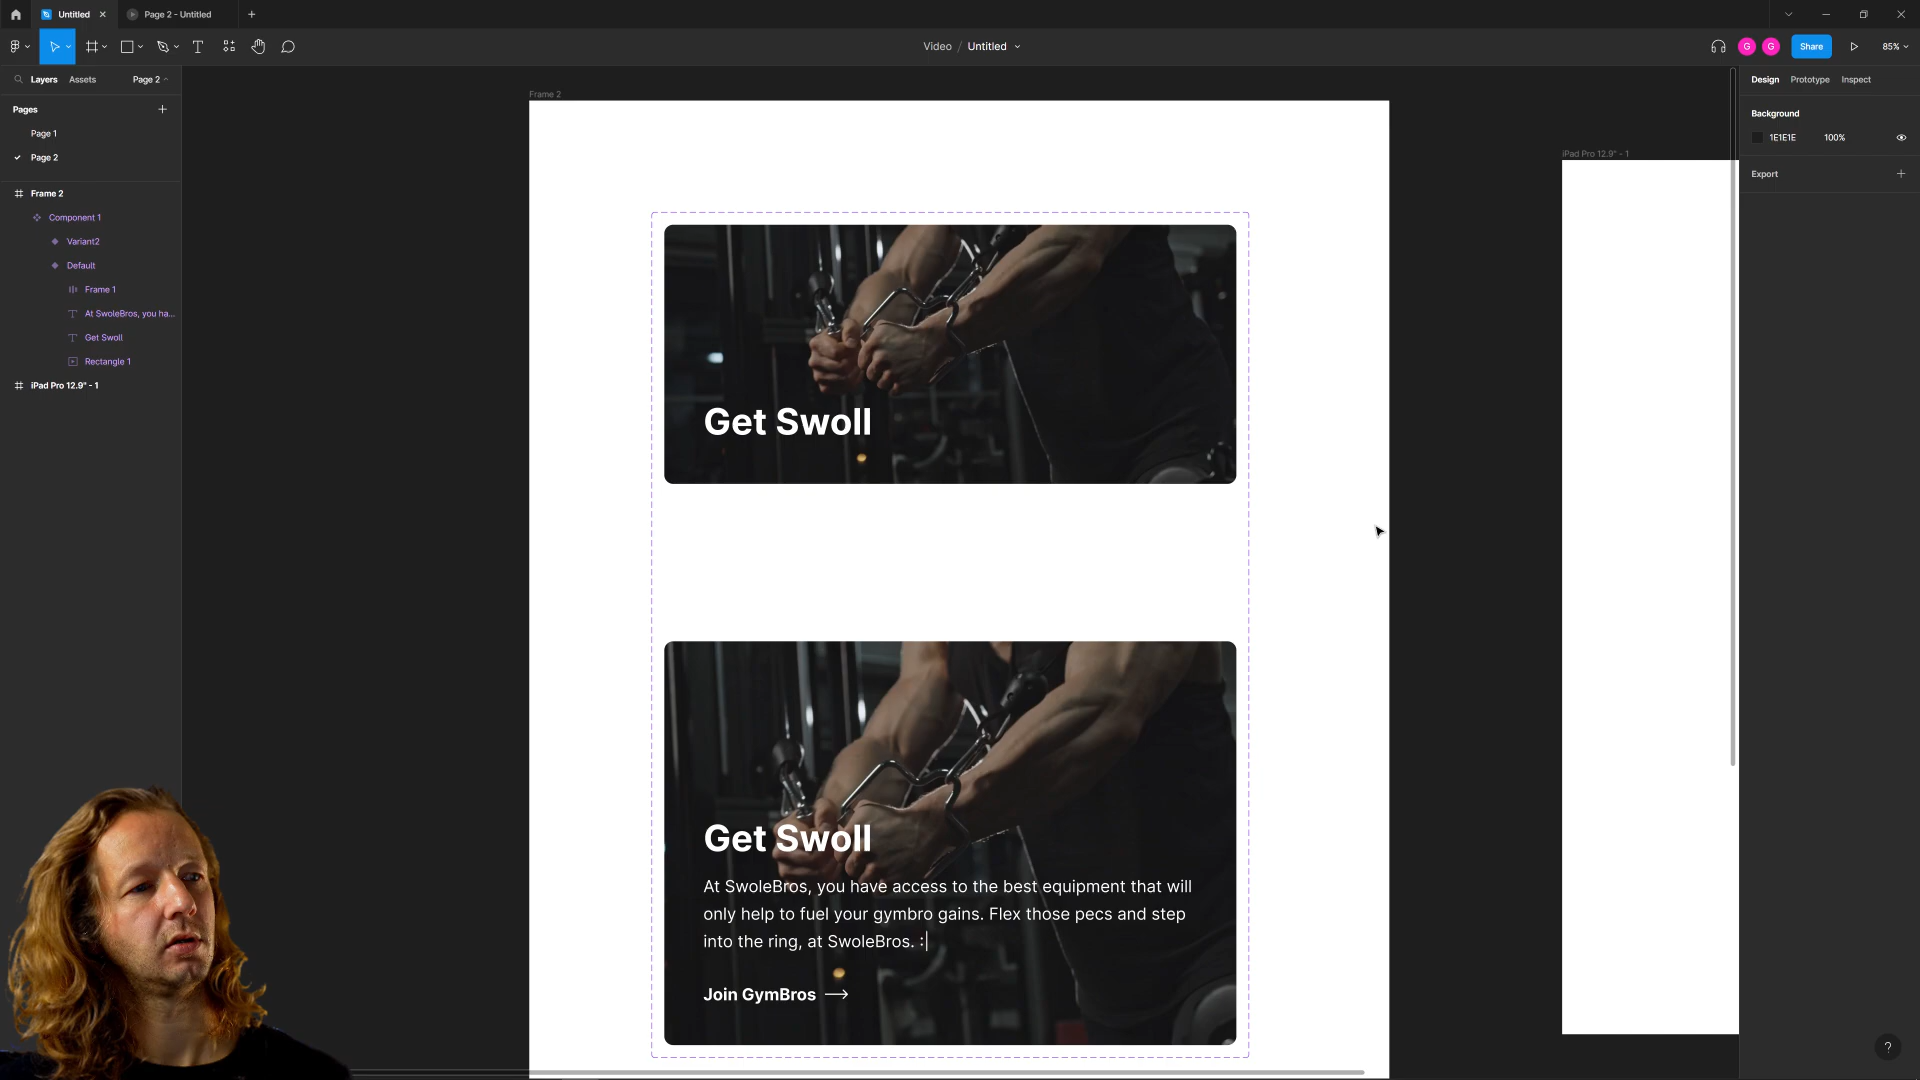 Untitled
Page 2 - Untitled
Video / Untitled
G
G
Share
85%
Layers
Assets
Page 2
Design
Prototype
Inspect
Pages
Background
Page 1
1E1E1E
100%
Page 2
Export
Frame 2
Component 1
Variant2
Default
Frame 1
At SwoleBros, you ha...
Get Swoll
Rectangle 1
iPad Pro 12.9" - 1
Frame 2
iPad Pro 12.9" - 1
Get Swoll
Get Swoll
At SwoleBros, you have access to the best equipment that will
only help to fuel your gymbro gains. Flex those pecs and step
into the ring, at SwoleBros. :|
Join GymBros
?